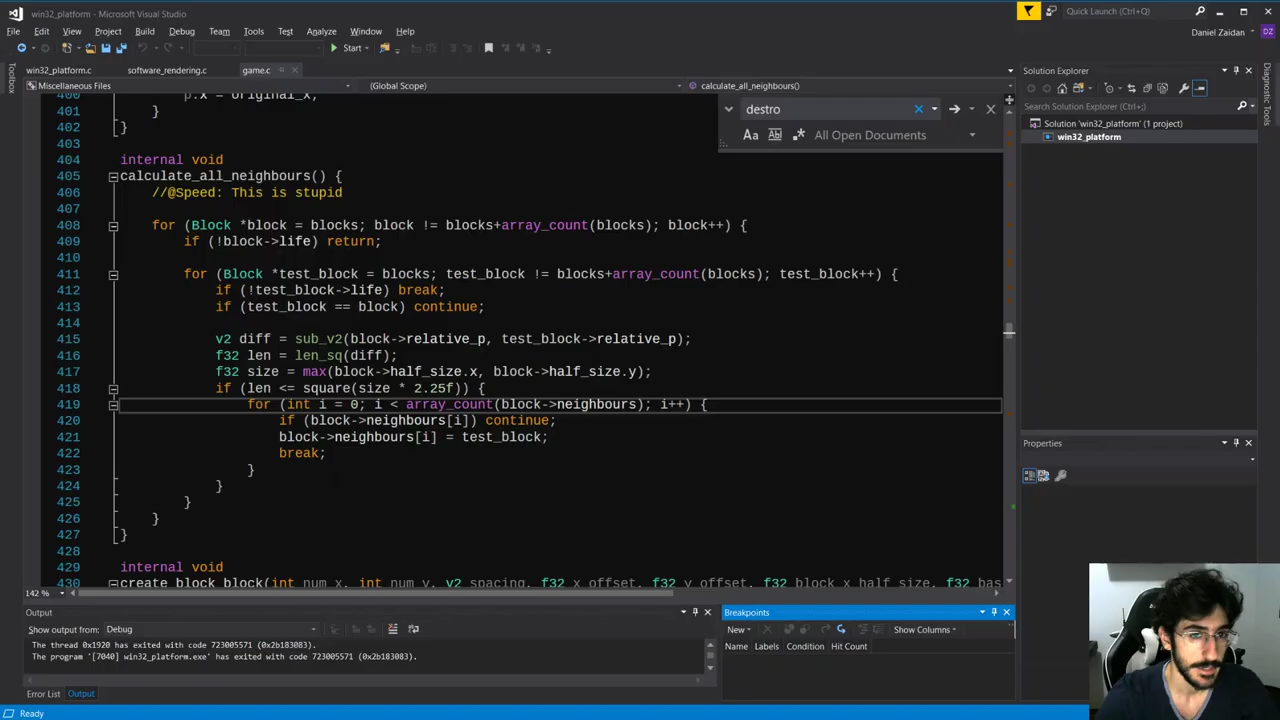 win32_platform - Microsoft Visual Studio
Quick Launch (Ctrl+Q)
File Edit View Project Build Debug Team Tools Test Analyze Window Help
Daniel Zaidan DZ
Start
Toolbox
win32_platform.c software_rendering.c game.c
Miscellaneous Files (Global Scope) calculate_all_neighbours()
destro
Aa All Open Documents
400 p.x = original_x;
401 }
402 }
403
404 internal void
405 calculate_all_neighbours() {
406 //@Speed: This is stupid
407
408 for (Block *block = blocks; block != blocks+array_count(blocks); block++) {
409 if (!block->life) return;
410
411 for (Block *test_block = blocks; test_block != blocks+array_count(blocks); test_block++) {
412 if (!test_block->life) break;
413 if (test_block == block) continue;
414
415 v2 diff = sub_v2(block->relative_p, test_block->relative_p);
416 f32 len = len_sq(diff);
417 f32 size = max(block->half_size.x, block->half_size.y);
418 if (len <= square(size * 2.25f)) {
419 for (int i = 0; i < array_count(block->neighbours); i++) {
420 if (block->neighbours[i]) continue;
421 block->neighbours[i] = test_block;
422 break;
423 }
424 }
425 }
426 }
427 }
428
429 internal void
430 create_block_block(int num_x, int num_y, v2 spacing, f32 x_offset, f32 y_offset, f32 block_x_half_size, f32 bas
142 %
Solution Explorer
Search Solution Explorer (Ctrl+;)
Solution 'win32_platform' (1 project)
win32_platform
Properties
Diagnostic Tools
Output
Show output from: Debug
The thread 0x1920 has exited with code 723005571 (0x2b183083).
The program '[7040] win32_platform.exe' has exited with code 723005571 (0x2b183083).
Breakpoints
New Show Columns
Name Labels Condition Hit Count
Error List Output
Ready